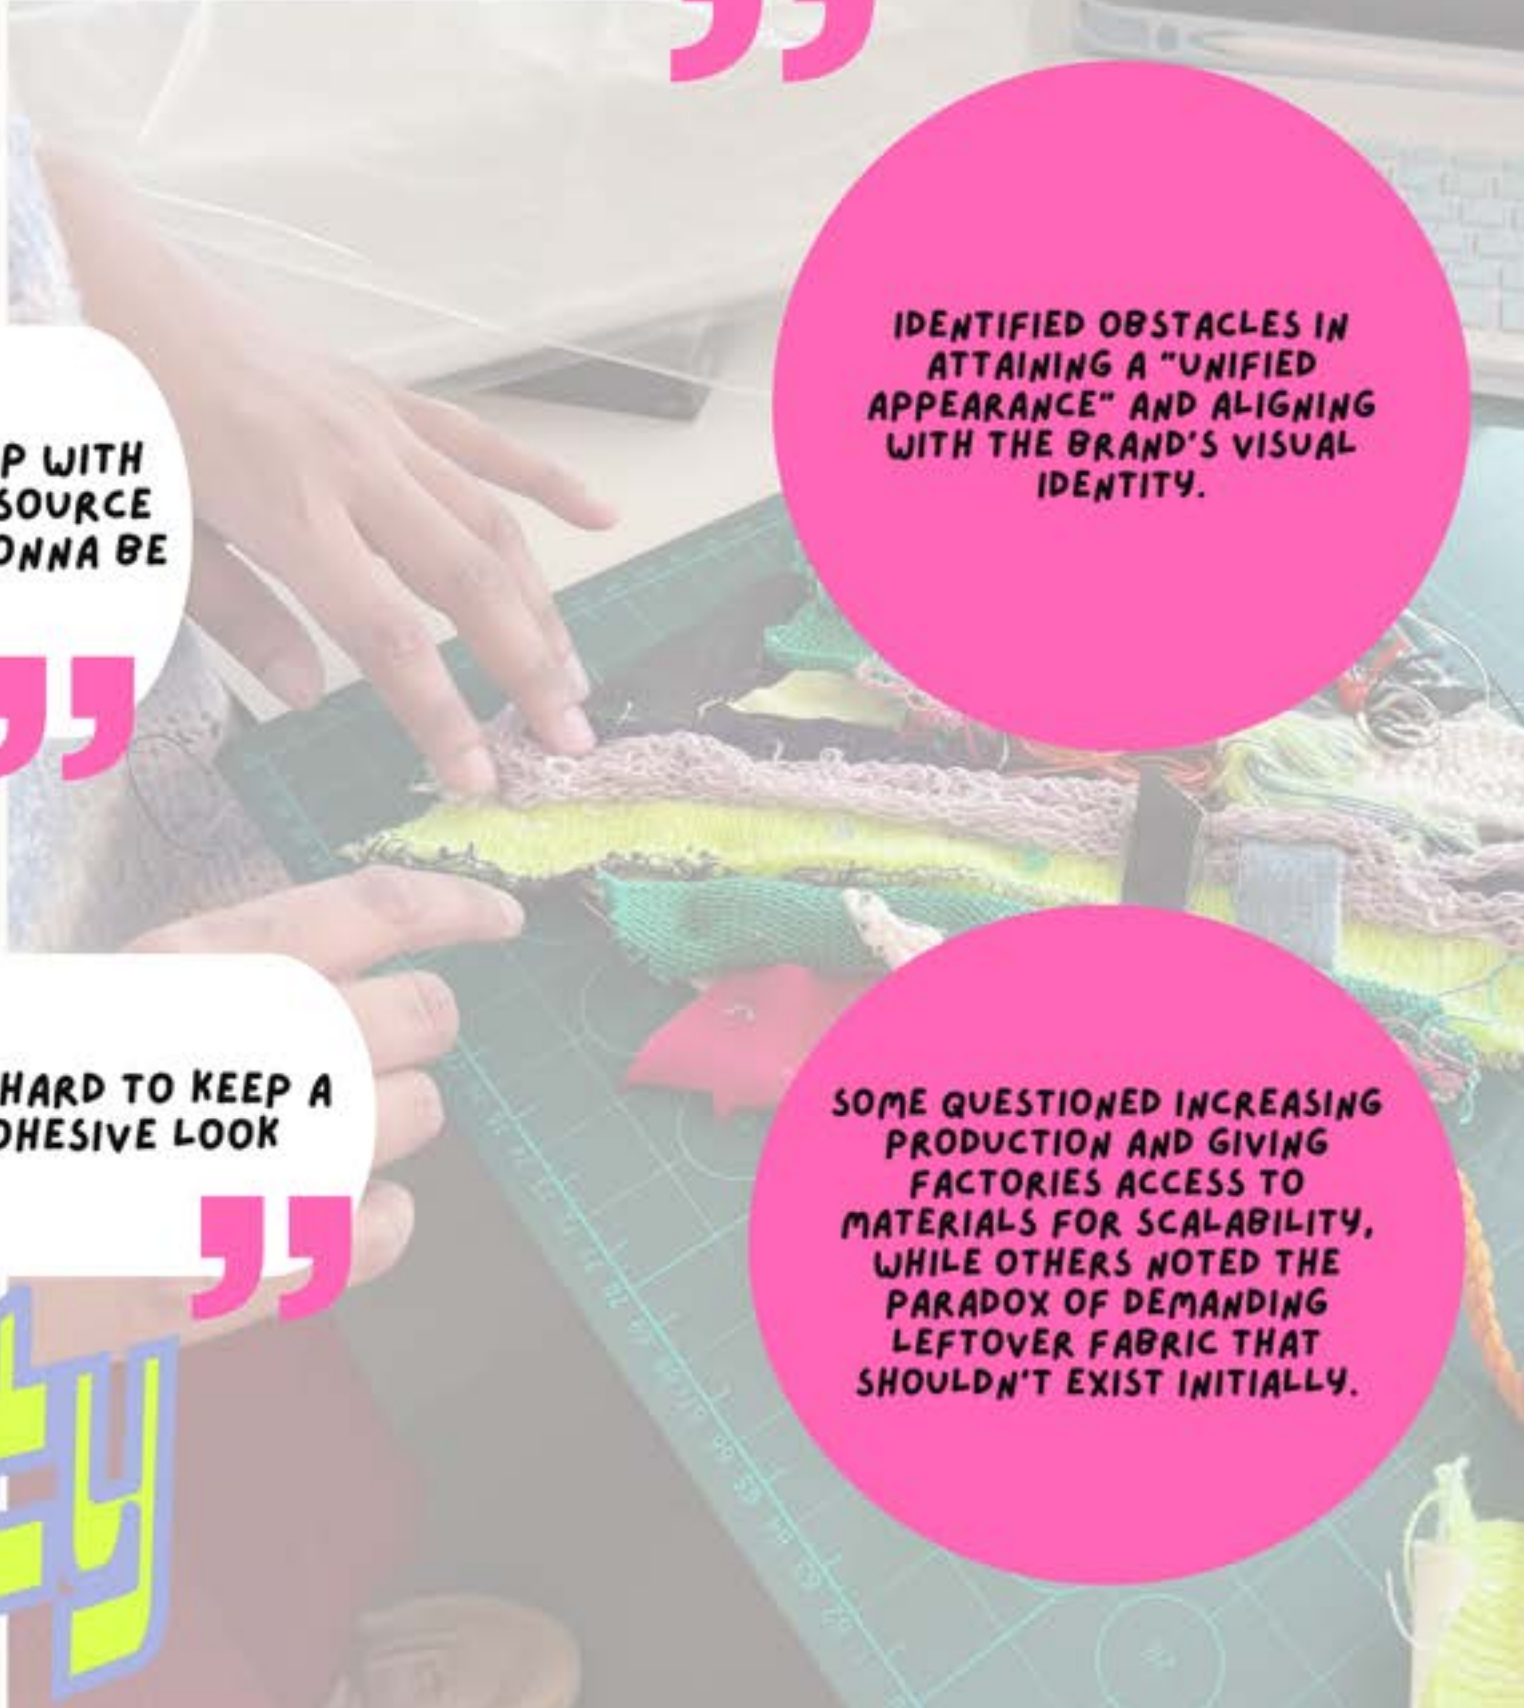 IDENTIFIED OBSTACLES IN
ATTAINING A "UNIFIED
APPEARANCE" AND ALIGNING
WITH THE BRAND'S VISUAL
IDENTITY.
P WITH
SOURCE
ONNA BE
HARD TO KEEP A
OHESIVE LOOK
SOME QUESTIONED INCREASING
PRODUCTION AND GIVING
FACTORIES ACCESS TO
MATERIALS FOR SCALABILITY,
WHILE OTHERS NOTED THE
PARADOX OF DEMANDING
LEFTOVER FABRIC THAT
SHOULDN'T EXIST INITIALLY.